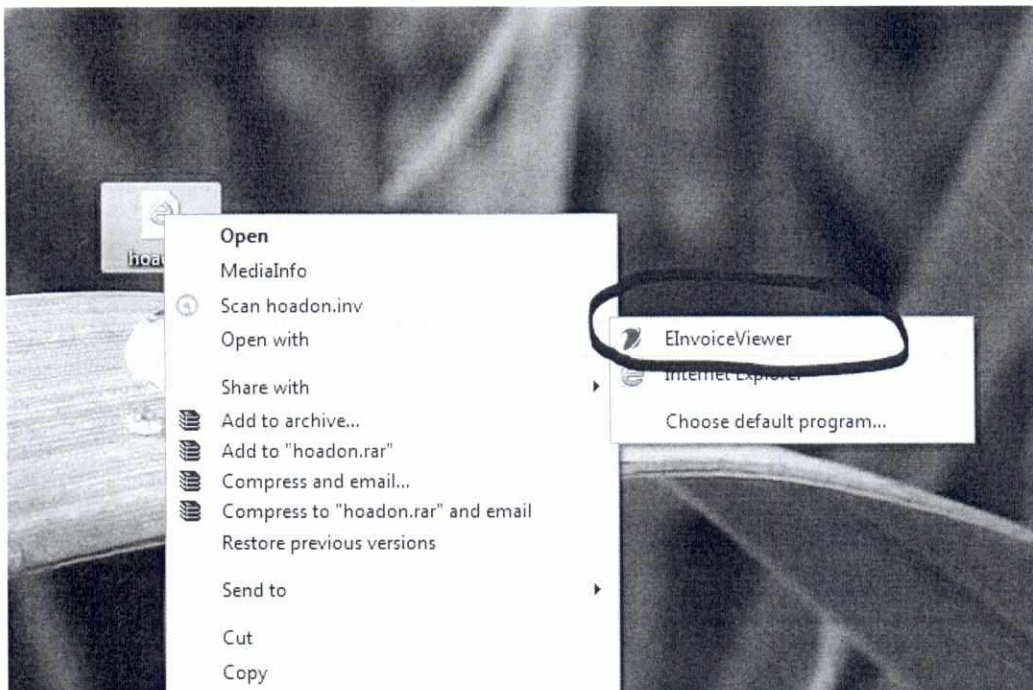 hoa
Open
MediaInfo
Scan hoadon.inv
Open with
Share with
Add to archive...
Add to "hoadon.rar"
Compress and email...
Compress to "hoadon.rar" and email
Restore previous versions
Send to
Cut
Copy
EInvoiceViewer
Internet Explorer
Choose default program...